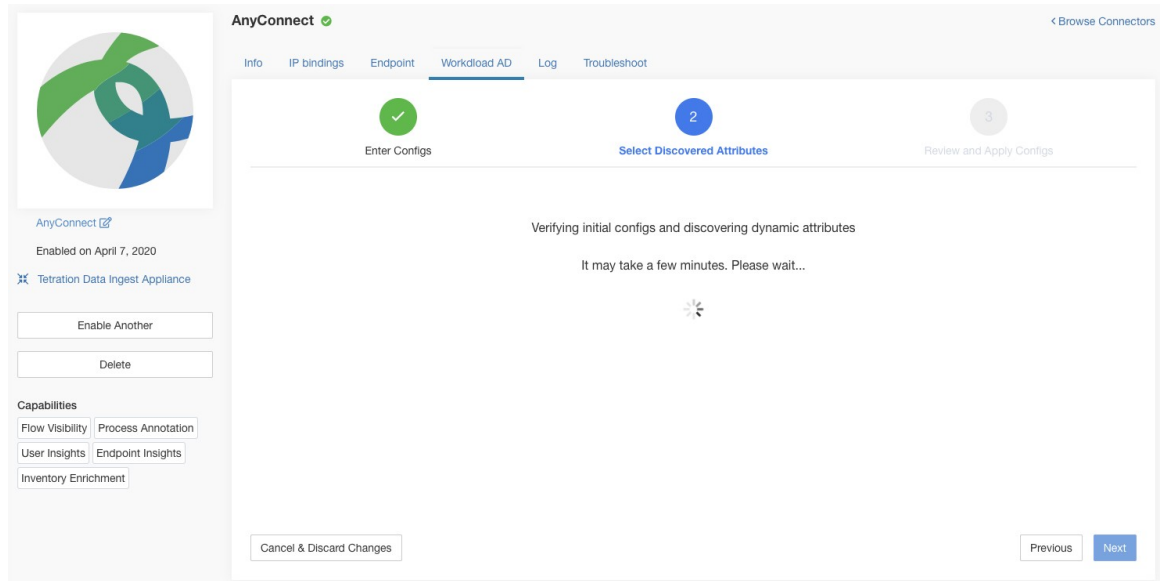 AnyConnect
< Browse Connectors
Info IP bindings Endpoint Workdload AD Log Troubleshoot
2
3
Enter Configs
Select Discovered Attributes
Review and Apply Configs
Verifying initial configs and discovering dynamic attributes
It may take a few minutes. Please wait...
AnyConnect
Enabled on April 7, 2020
Tetration Data Ingest Appliance
Enable Another
Delete
Capabilities
Flow Visibility Process Annotation
User Insights Endpoint Insights
Inventory Enrichment
Cancel & Discard Changes
Previous Next